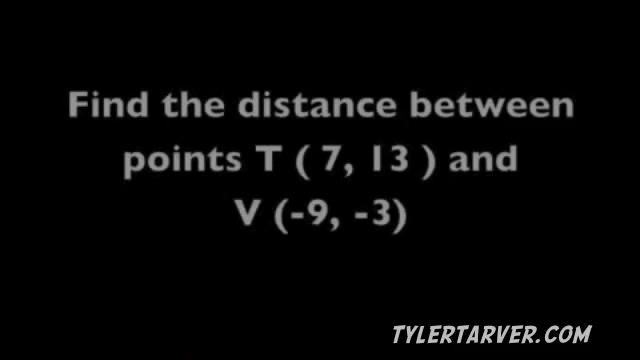 Find the distance between
points T ( 7, 13 ) and
V (-9, -3)
TYLERTARVER.COM